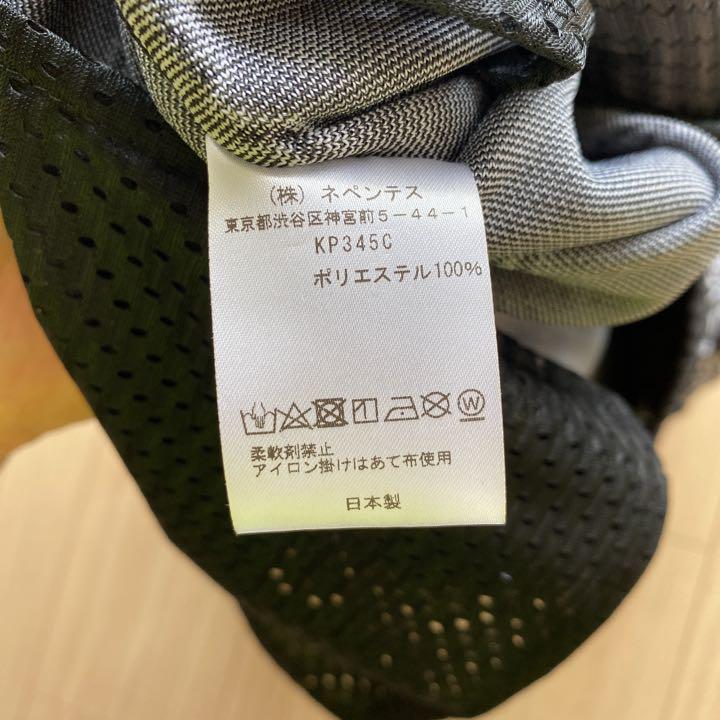 (株) ネペンテス
東京都渋谷区神宮前5-44-1
KP345C
ポリエステル100%
W
柔軟剤禁止
アイロン掛けはあて布使用
日本製